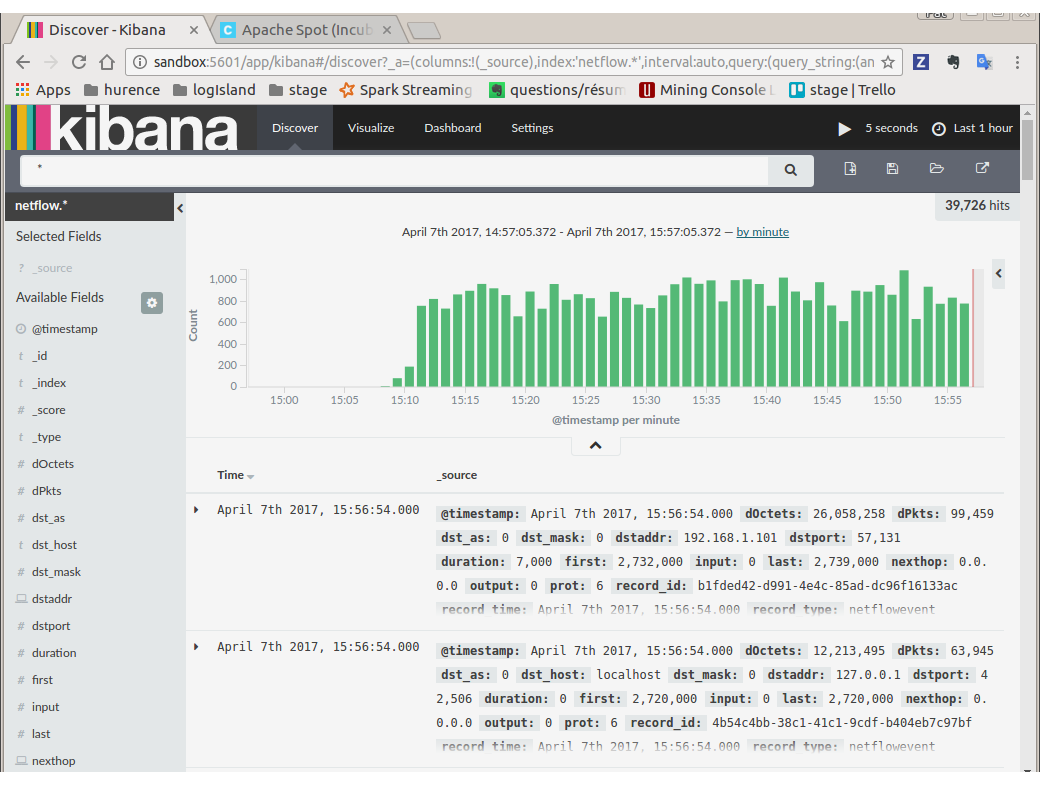 Pat
Discover - Kibana × Apache Spot (Incub ×
sandbox:5601/app/kibana#/discover?_a=(columns:!(_source),index:'netflow.*',interval:auto,query:(query_string:(an
Apps hurence logIsland stage Spark Streaming questions/résum Mining Console L stage | Trello
kibana Discover Visualize Dashboard Settings 5 seconds Last 1 hour
*
netflow.* 39,726 hits
Selected Fields
? _source
Available Fields
@timestamp
t _id
t _index
# _score
t _type
# dOctets
# dPkts
# dst_as
t dst_host
# dst_mask
dstaddr
# dstport
# duration
# first
# input
# last
nexthop
April 7th 2017, 14:57:05.372 - April 7th 2017, 15:57:05.372 — by minute
Count
1,000
800
600
400
200
0
15:00 15:05 15:10 15:15 15:20 15:25 15:30 15:35 15:40 15:45 15:50 15:55
@timestamp per minute
Time _source
April 7th 2017, 15:56:54.000 @timestamp: April 7th 2017, 15:56:54.000 dOctets: 26,058,258 dPkts: 99,459
dst_as: 0 dst_mask: 0 dstaddr: 192.168.1.101 dstport: 57,131
duration: 7,000 first: 2,732,000 input: 0 last: 2,739,000 nexthop: 0.0.
0.0 output: 0 prot: 6 record_id: b1fded42-d991-4e4c-85ad-dc96f16133ac
record_time: April 7th 2017, 15:56:54.000 record_type: netflowevent
April 7th 2017, 15:56:54.000 @timestamp: April 7th 2017, 15:56:54.000 dOctets: 12,213,495 dPkts: 63,945
dst_as: 0 dst_host: localhost dst_mask: 0 dstaddr: 127.0.0.1 dstport: 4
2,506 duration: 0 first: 2,720,000 input: 0 last: 2,720,000 nexthop: 0.
0.0.0 output: 0 prot: 6 record_id: 4b54c4bb-38c1-41c1-9cdf-b404eb7c97bf
record_time: April 7th 2017, 15:56:54.000 record_type: netflowevent